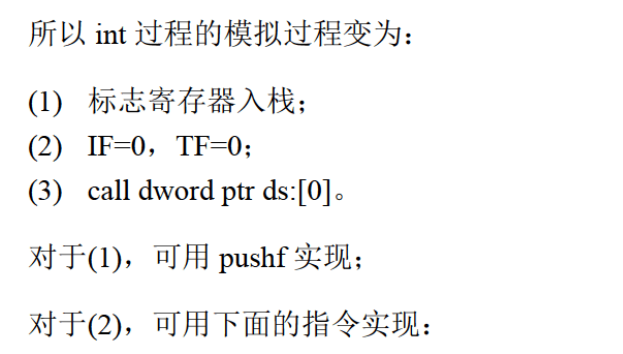 所以 int 过程的模拟过程变为：
(1) 标志寄存器入栈；
(2) IF=0，TF=0；
(3) call dword ptr ds:[0]。
对于(1)，可用 pushf 实现；
对于(2)，可用下面的指令实现：